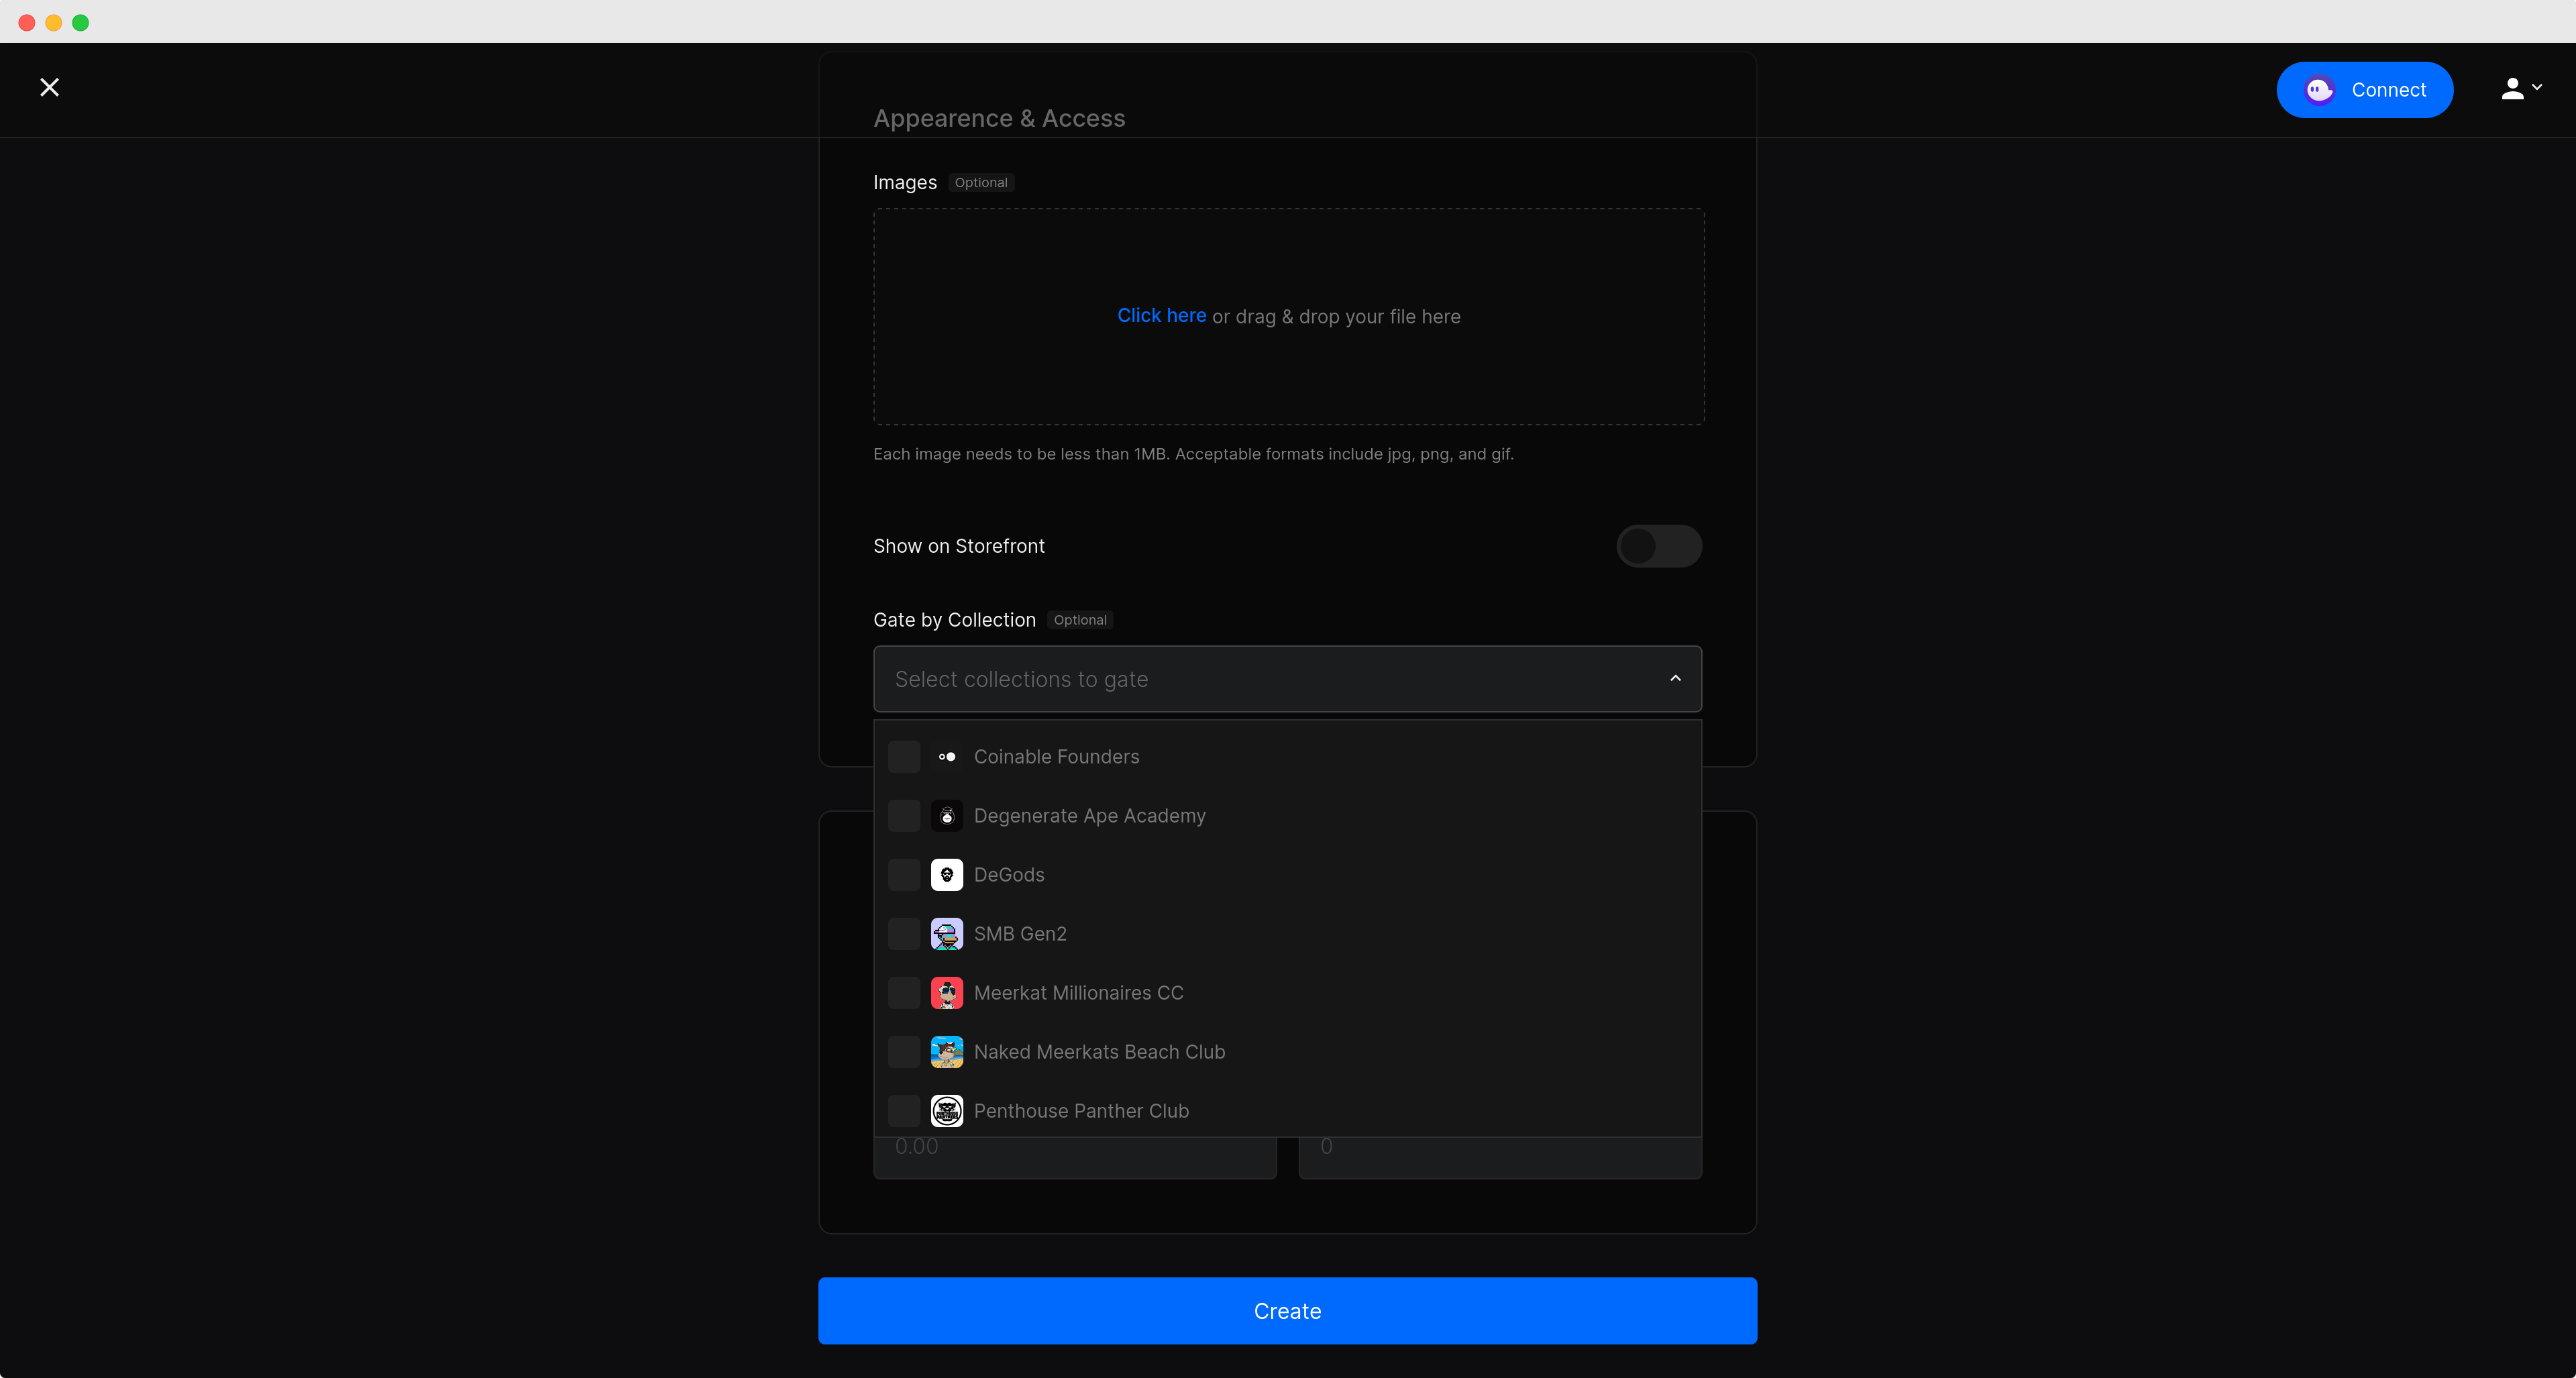 Connect
Appearence & Access
Images Optional
Click here or drag & drop your file here
Each image needs to be less than 1MB. Acceptable formats include jpg, png, and gif.
Show on Storefront
Gate by Collection Optional
Select collections to gate
Coinable Founders
Degenerate Ape Academy
DeGods
SMB Gen2
Meerkat Millionaires CC
Naked Meerkats Beach Club
Penthouse Panther Club
0.00 0
Create